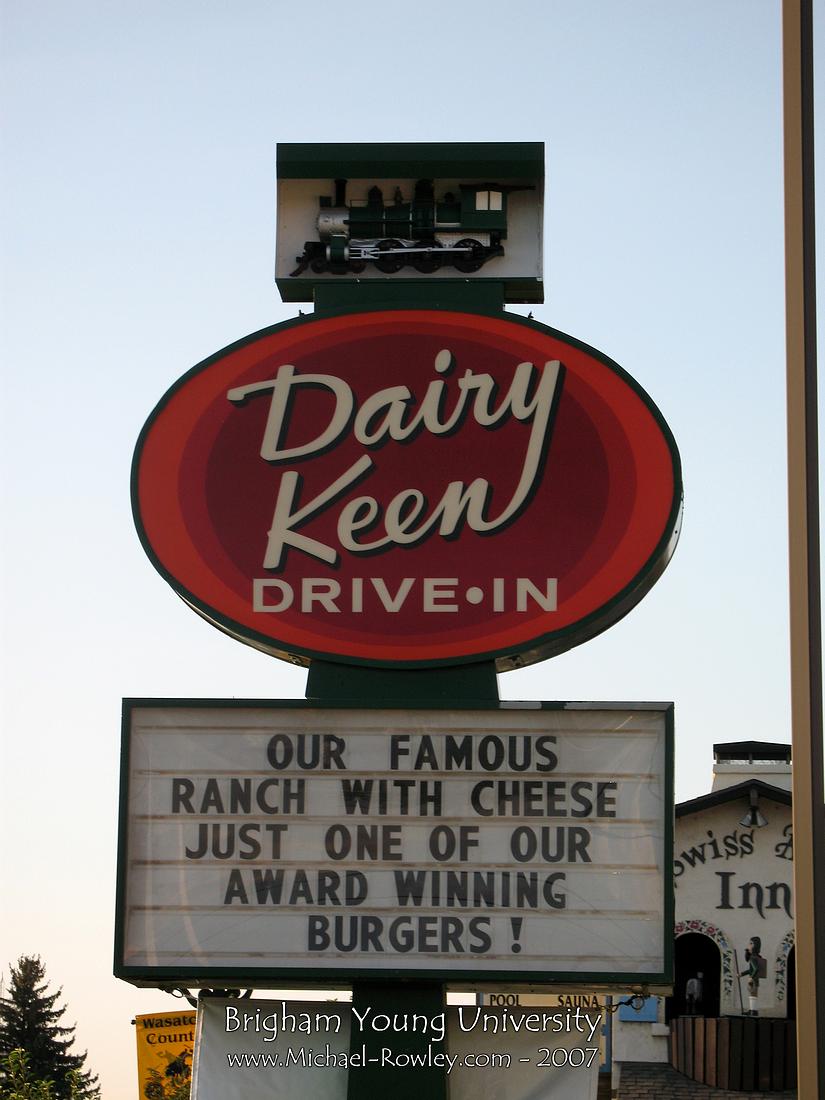 Dairy
Keen
DRIVE•IN
OUR FAMOUS
RANCH WITH CHEESE
JUST ONE OF OUR
AWARD WINNING
BURGERS !
Inn
POOL SAUNA
Brigham Young University
www.Michael-Rowley.com - 2007